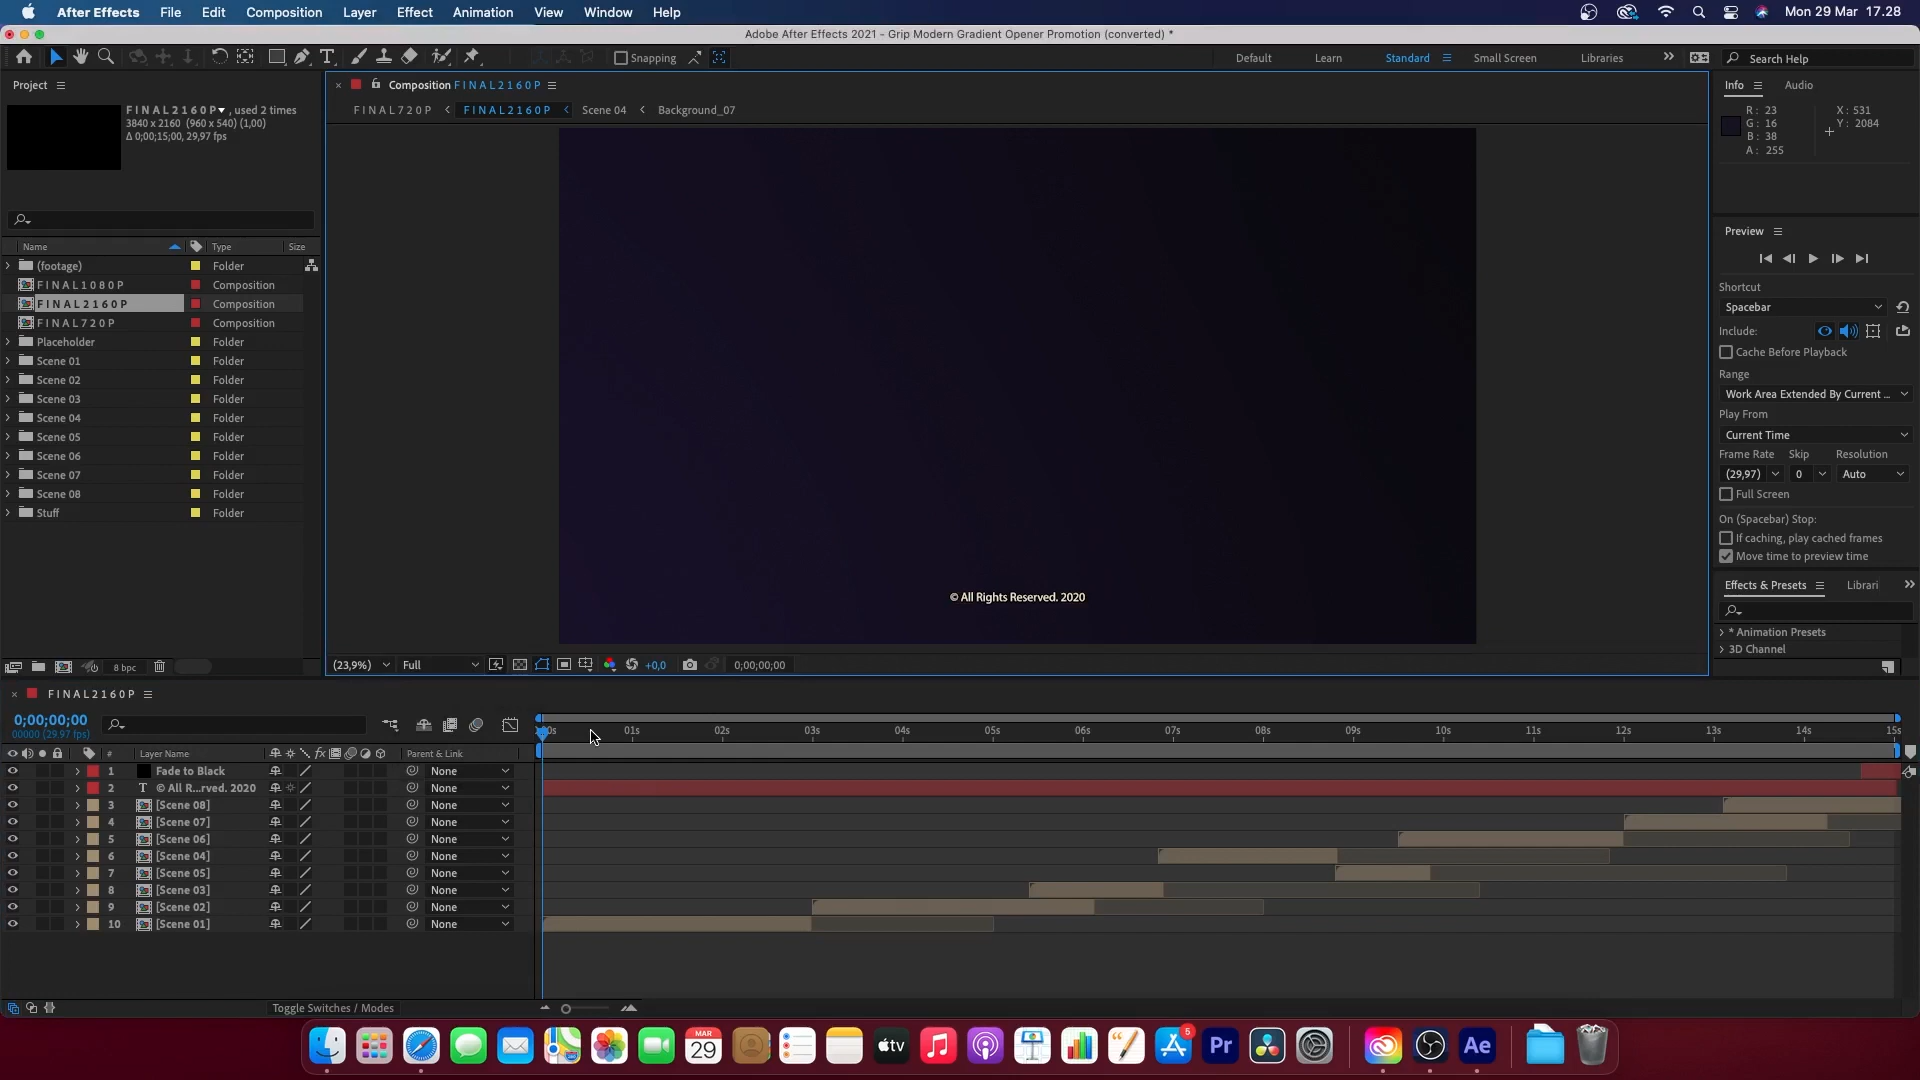 After Effects File Edit Composition Layer Effect Animation View Window Help Mon 29 Mar 17.28
Adobe After Effects 2021 - Grip Modern Gradient Opener Promotion (converted) *
Snapping Default Learn Standard Small Screen Libraries Search Help
Project
FINAL2160P , used 2 times
3840 x 2160 (960 x 540) (1,00)
Δ 0;00;15;00, 29,97 fps
Name Type Size
(footage) Folder
FINAL1080P Composition
FINAL2160P Composition
FINAL720P Composition
Placeholder Folder
Scene 01 Folder
Scene 02 Folder
Scene 03 Folder
Scene 04 Folder
Scene 05 Folder
Scene 06 Folder
Scene 07 Folder
Scene 08 Folder
Stuff Folder
8 bpc
Composition FINAL2160P
FINAL720P FINAL2160P Scene 04 Background_07
© All Rights Reserved. 2020
(23,9%) Full +0,0 0;00;00;00
Info Audio
R: 23 X: 531
G: 16 Y: 2084
B: 38
A: 255
Preview
Shortcut
Spacebar
Include:
Cache Before Playback
Range
Work Area Extended By Current ...
Play From
Current Time
Frame Rate Skip Resolution
(29,97) 0 Auto
Full Screen
On (Spacebar) Stop:
If caching, play cached frames
Move time to preview time
Effects & Presets Librari
* Animation Presets
3D Channel
FINAL2160P
0;00;00;00
00000 (29.97 fps)
# Layer Name fx Parent & Link
01s 02s 03s 04s 05s 06s 07s 08s 09s 10s 11s 12s 13s 14s 15s
1 Fade to Black None
2 T © All R...rved. 2020 None
3 [Scene 08] None
4 [Scene 07] None
5 [Scene 06] None
6 [Scene 04] None
7 [Scene 05] None
8 [Scene 03] None
9 [Scene 02] None
10 [Scene 01] None
Toggle Switches / Modes
MAR
29
tv
5
Pr
Ae